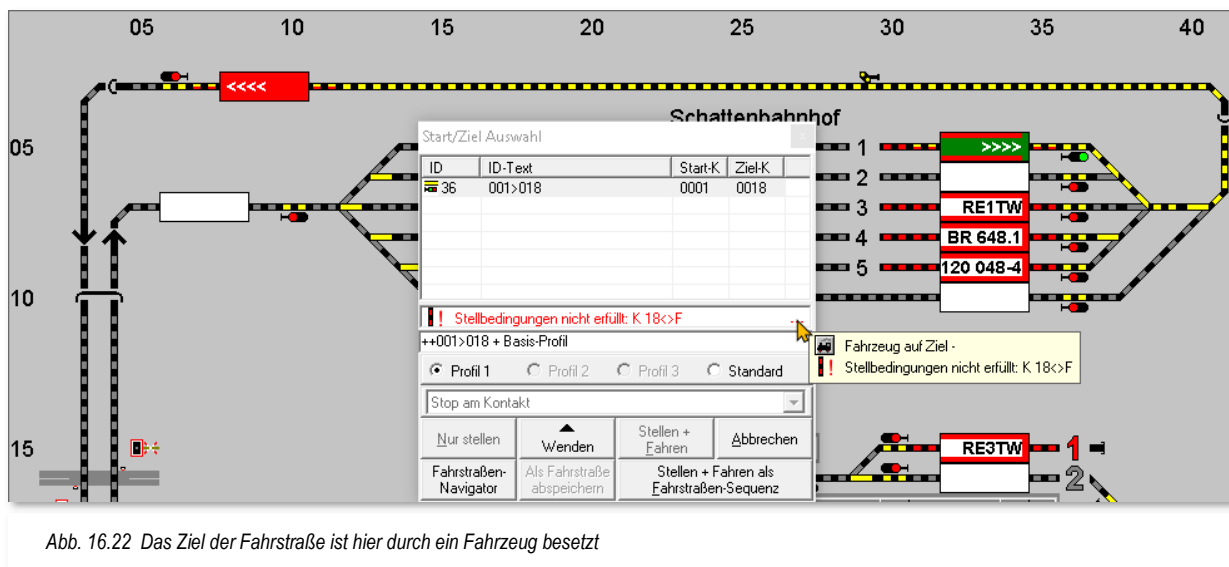 05 10 15 20 25 30 35 40
<<<<
Schattenbahnhof
Start/Ziel Auswahl
05
1 >>>>
ID ID-Text Start-K Ziel-K
36 001>018 0001 0018
2
3 RE1TW
4 BR 648.1
5 120 048-4
10
! Stellbedingungen nicht erfüllt: K 18<>F ...
++001>018 + Basis-Profil
Fahrzeug auf Ziel -
! Stellbedingungen nicht erfüllt: K 18<>F
Profil 1 Profil 2 Profil 3 Standard
Stop am Kontakt
15
Nur stellen Wenden Stellen + Fahren Abbrechen
RE3TW 1
2
Fahrstraßen-Navigator Als Fahrstraße abspeichern Stellen + Fahren als Fahrstraßen-Sequenz
Abb. 16.22 Das Ziel der Fahrstraße ist hier durch ein Fahrzeug besetzt